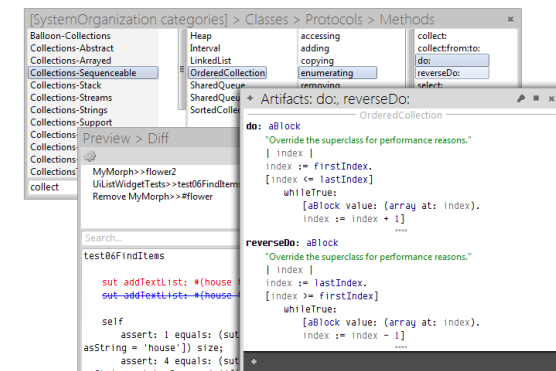 [SystemOrganization categories] > Classes > Protocols > Methods
Balloon-Collections
Collections-Abstract
Collections-Arrayed
Collections-Sequenceable
Collections-Stack
Collections-Streams
Collections-Strings
Collections-Support
Collections
Collections
Collections
collect
Heap
Interval
LinkedList
OrderedCollection
SharedQueue
SharedQueu
SortedCollec
accessing
adding
copying
enumerating
removing
collect:
collect:from:to:
do:
reverseDo:
select:
Preview > Diff
MyMorph>>flower2
UiListWidgetTests>>test06FindItems
Remove MyMorph>>#flower
Search...
test06FindItems
sut addTextList: #(house
sut addTextList: #(house
self
assert: 1 equals: (sut
asString = 'house']) size;
assert: 4 equals: (sut
Artifacts: do:, reverseDo:
OrderedCollection
do: aBlock
"Override the superclass for performance reasons."
| index |
index := firstIndex.
[index <= lastIndex]
whileTrue:
[aBlock value: (array at: index).
index := index + 1]
reverseDo: aBlock
"Override the superclass for performance reasons."
| index |
index := lastIndex.
[index >= firstIndex]
whileTrue:
[aBlock value: (array at: index).
index := index - 1]